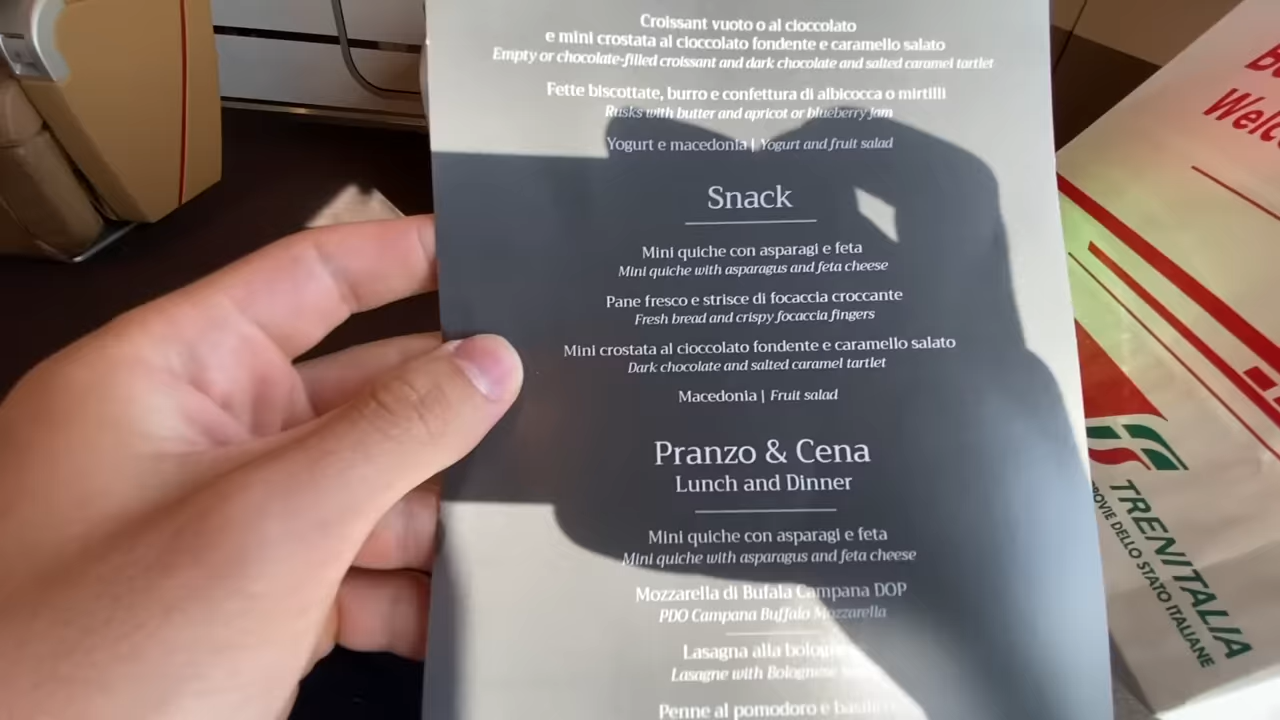 Croissant vuoto o al cioccolato
e mini crostata al cioccolato fondente e caramello salato
Empty or chocolate-filled croissant and dark chocolate and salted caramel tartlet
Fette biscottate, burro e confettura di albicocca o mirtilli
Rusks with butter and apricot or blueberry jam
Yogurt e macedonia | Yogurt and fruit salad
Snack
Mini quiche con asparagi e feta
Mini quiche with asparagus and feta cheese
Pane fresco e strisce di focaccia croccante
Fresh bread and crispy focaccia fingers
Mini crostata al cioccolato fondente e caramello salato
Dark chocolate and salted caramel tartlet
Macedonia | Fruit salad
Pranzo & Cena
Lunch and Dinner
Mini quiche con asparagi e feta
Mini quiche with asparagus and feta cheese
Mozzarella di Bufala Campana DOP
PDO Campana Buffalo Mozzarella
Lasagna alla
Lasagne with Bolognese
Penne al pomodoro e basilico
TRENITALIA
DELLO STATO ITALIANE